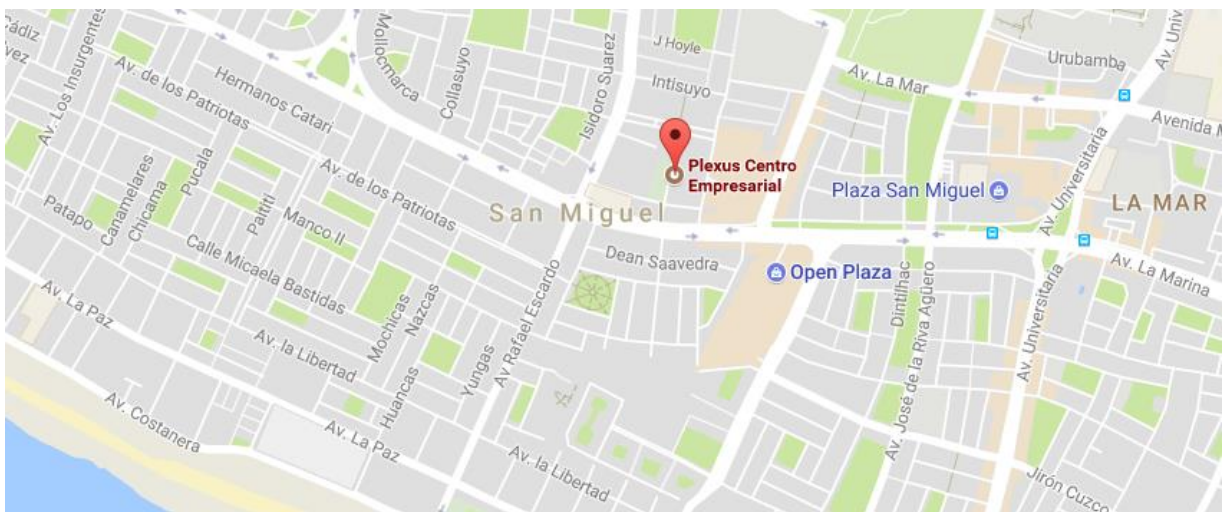 Cádiz
Av. Los Insurgentes
Av. de los Patriotas
Hermanos Catari
Mollocmarca
Collasuyo
Isidoro Suarez
J Hoyle
Intisuyo
Av. La Mar
Urubamba
Av. Univ
Avenida M
Plexus Centro
Empresarial
Plaza San Miguel
Av. Universitaria
LA MAR
San Miguel
Av. de los Patriotas
Patapo
Canamelares
Chicama
Pucala
Paltiti
Manco II
Calle Micaela Bastidas
Dean Saavedra
Open Plaza
Av. La Marina
Av. La Paz
Av. la Libertad
Mochicas
Nazcas
Huancas
Yungas
Av Rafael Escardo
Dintilhac
Av. José de la Riva Agüero
Av. Universitaria
Av. Costanera
Av. La Paz
Av. la Libertad
Jirón Cuzco